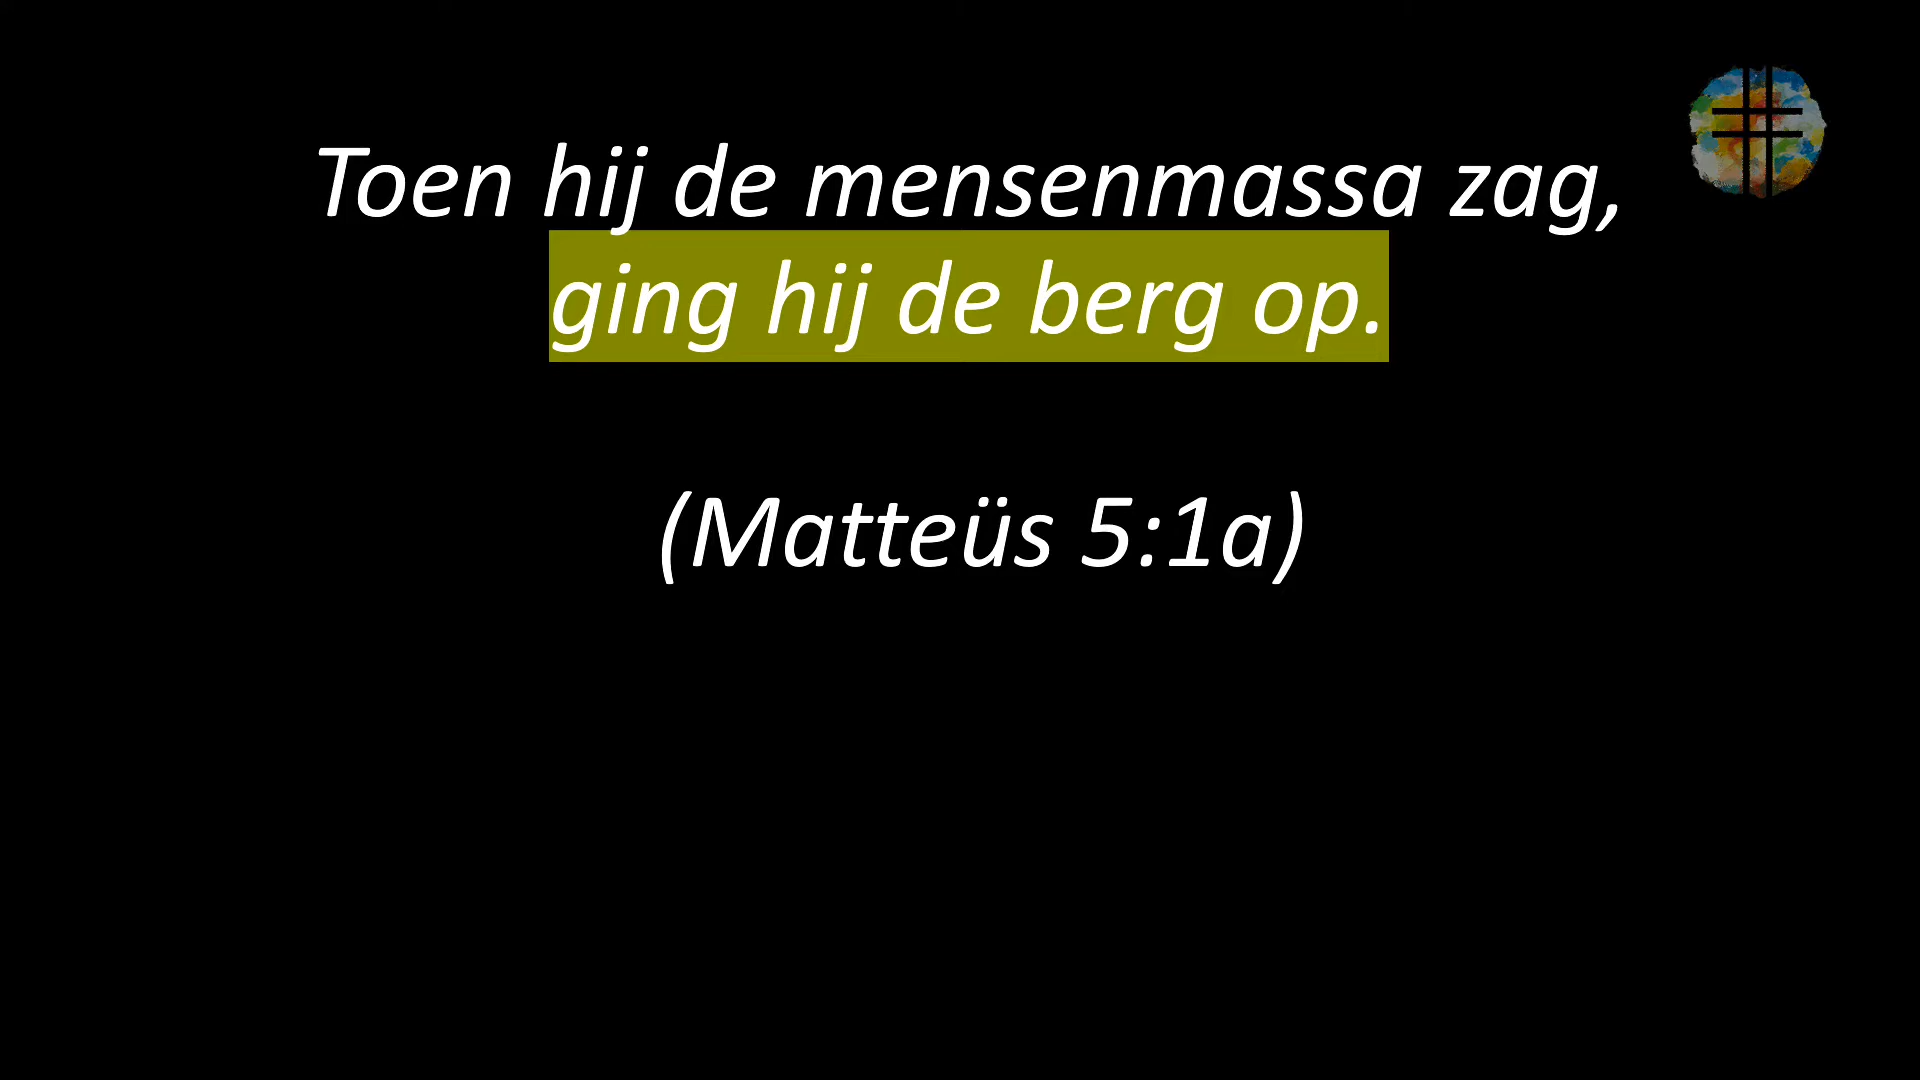 Toen hij de mensenmassa zag,
ging hij de berg op.
(Matteüs 5:1a)